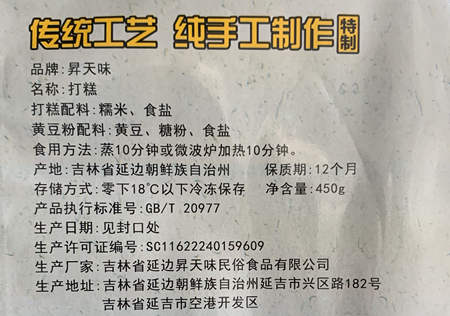 传统工艺 纯手工制作 特制
品牌：昇天味
名称：打糕
打糕配料：糯米、食盐
黄豆粉配料：黄豆、糖粉、食盐
食用方法：蒸10分钟或微波炉加热10分钟。
产地：吉林省延边朝鲜族自治州 保质期：12个月
存储方式：零下18℃以下冷冻保存 净含量：450g
产品执行标准号：GB/T 20977
生产日期：见封口处
生产许可证编号：SC11622240159609
生产厂家：吉林省延边昇天味民俗食品有限公司
生产地址：吉林省延边朝鲜族自治州延吉市兴区路182号
吉林省延吉市空港开发区